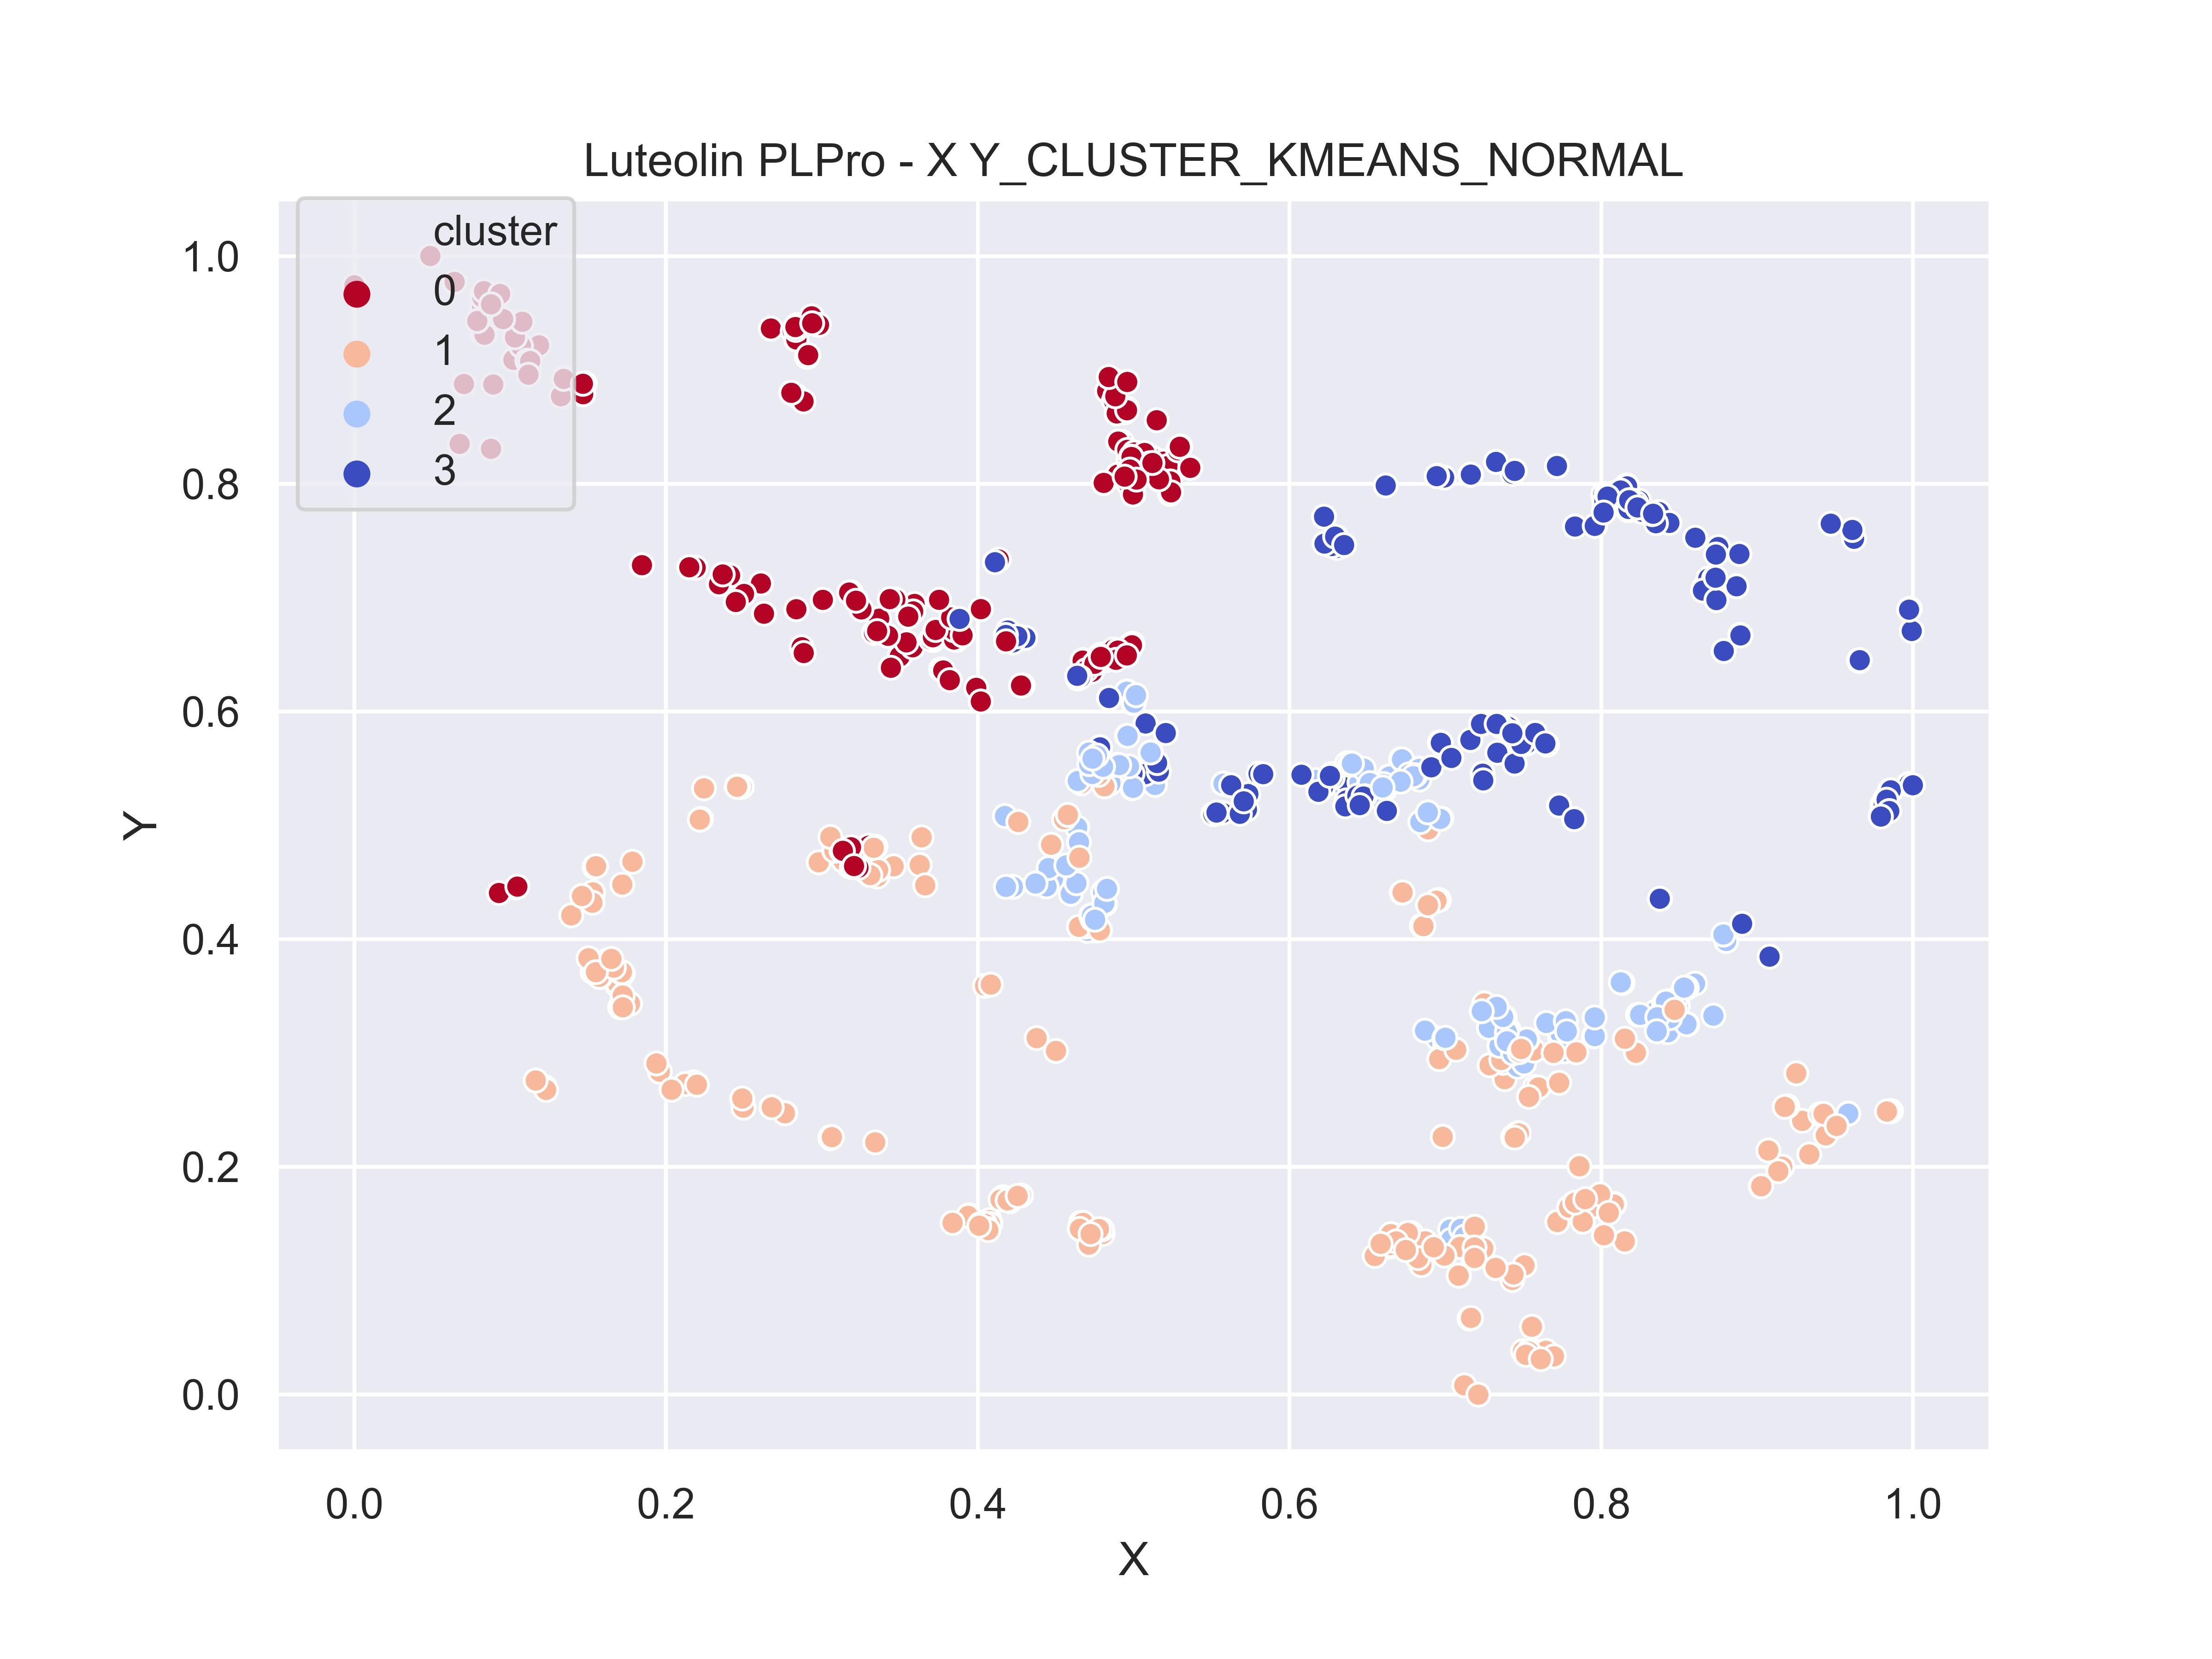 Luteolin PLPro - X Y_CLUSTER_KMEANS_NORMAL
cluster
0
1
2
3
1.0
0.8
0.6
0.4
0.2
0.0
Y
0.0 0.2 0.4 0.6 0.8 1.0
X